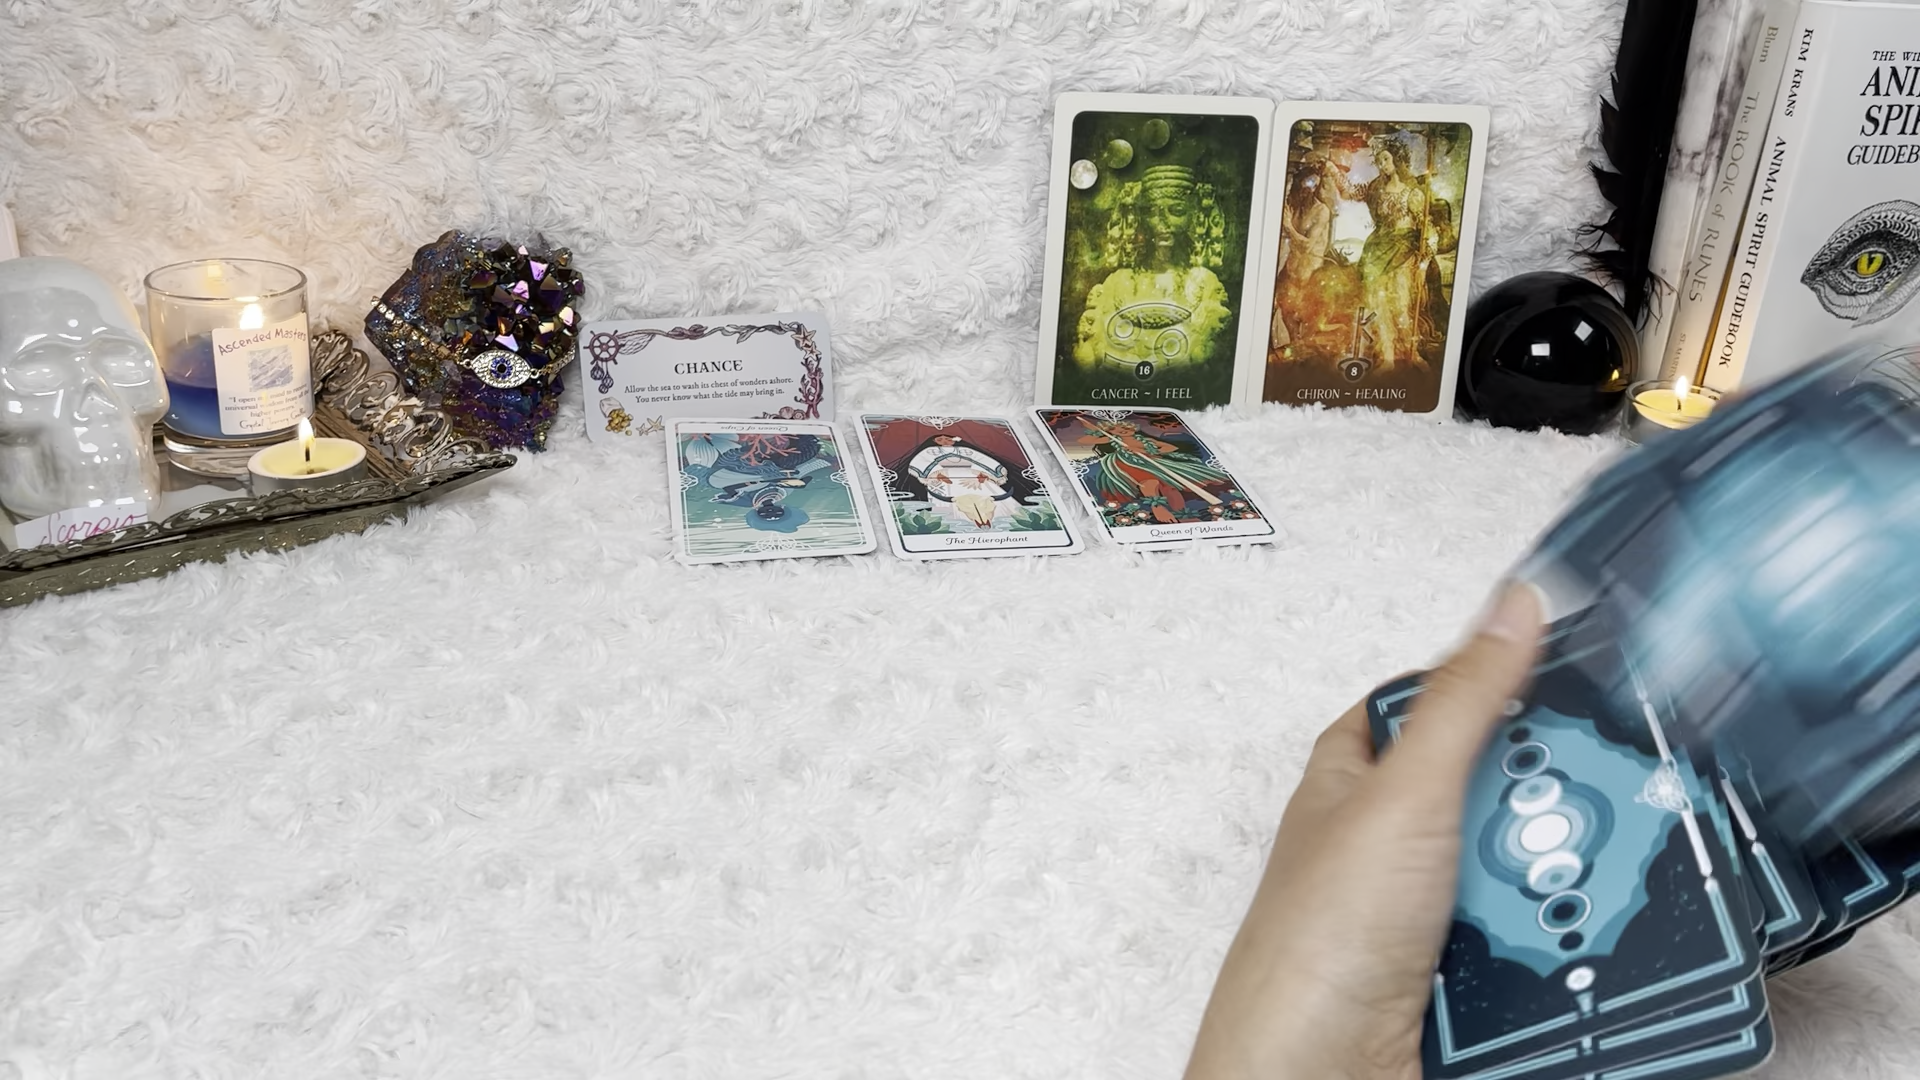 Ascended Masters
Scorpio
CHANCE
Allow the sea to wash its chest of wonders ashore.
You never know what the tide may bring in.
Queen of Cups
The Hierophant
Queen of Wands
16
CANCER ~ I FEEL
8
CHIRON ~ HEALING
Blum
The BOOK of RUNES
KIM KRANS
ANIMAL SPIRIT GUIDEBOOK
THE WIL
ANI
SPI
GUIDEB